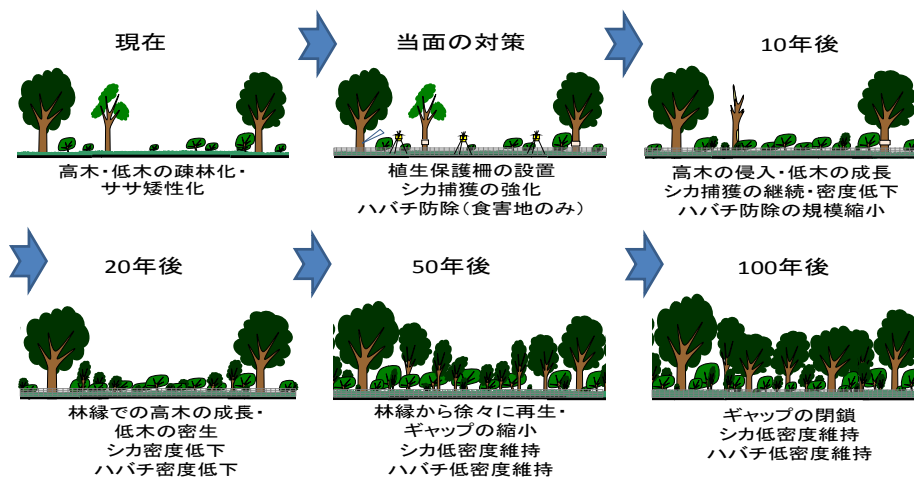 現在
高木・低木の疎林化・
ササ矮性化
当面の対策
植生保護柵の設置
シカ捕獲の強化
ハバチ防除(食害地のみ)
10年後
高木の侵入・低木の成長
シカ捕獲の継続・密度低下
ハバチ防除の規模縮小
20年後
林縁での高木の成長・
低木の密生
シカ密度低下
ハバチ密度低下
50年後
林縁から徐々に再生・
ギャップの縮小
シカ低密度維持
ハバチ低密度維持
100年後
ギャップの閉鎖
シカ低密度維持
ハバチ低密度維持